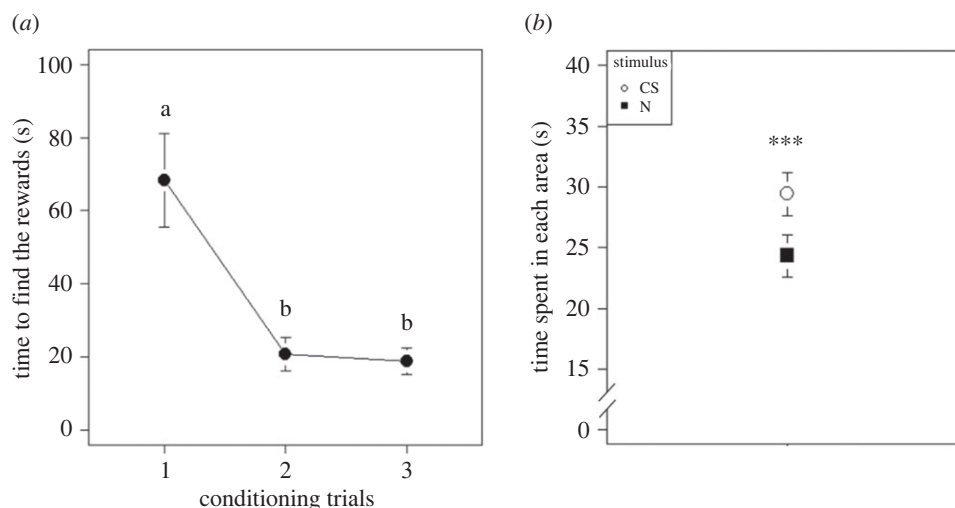 (a)
100
80
60
40
20
0
time to find the rewards (s)
a
b
b
1 2 3
conditioning trials
(b)
40
35
30
25
20
15
0
time spent in each area (s)
stimulus
CS
N
***